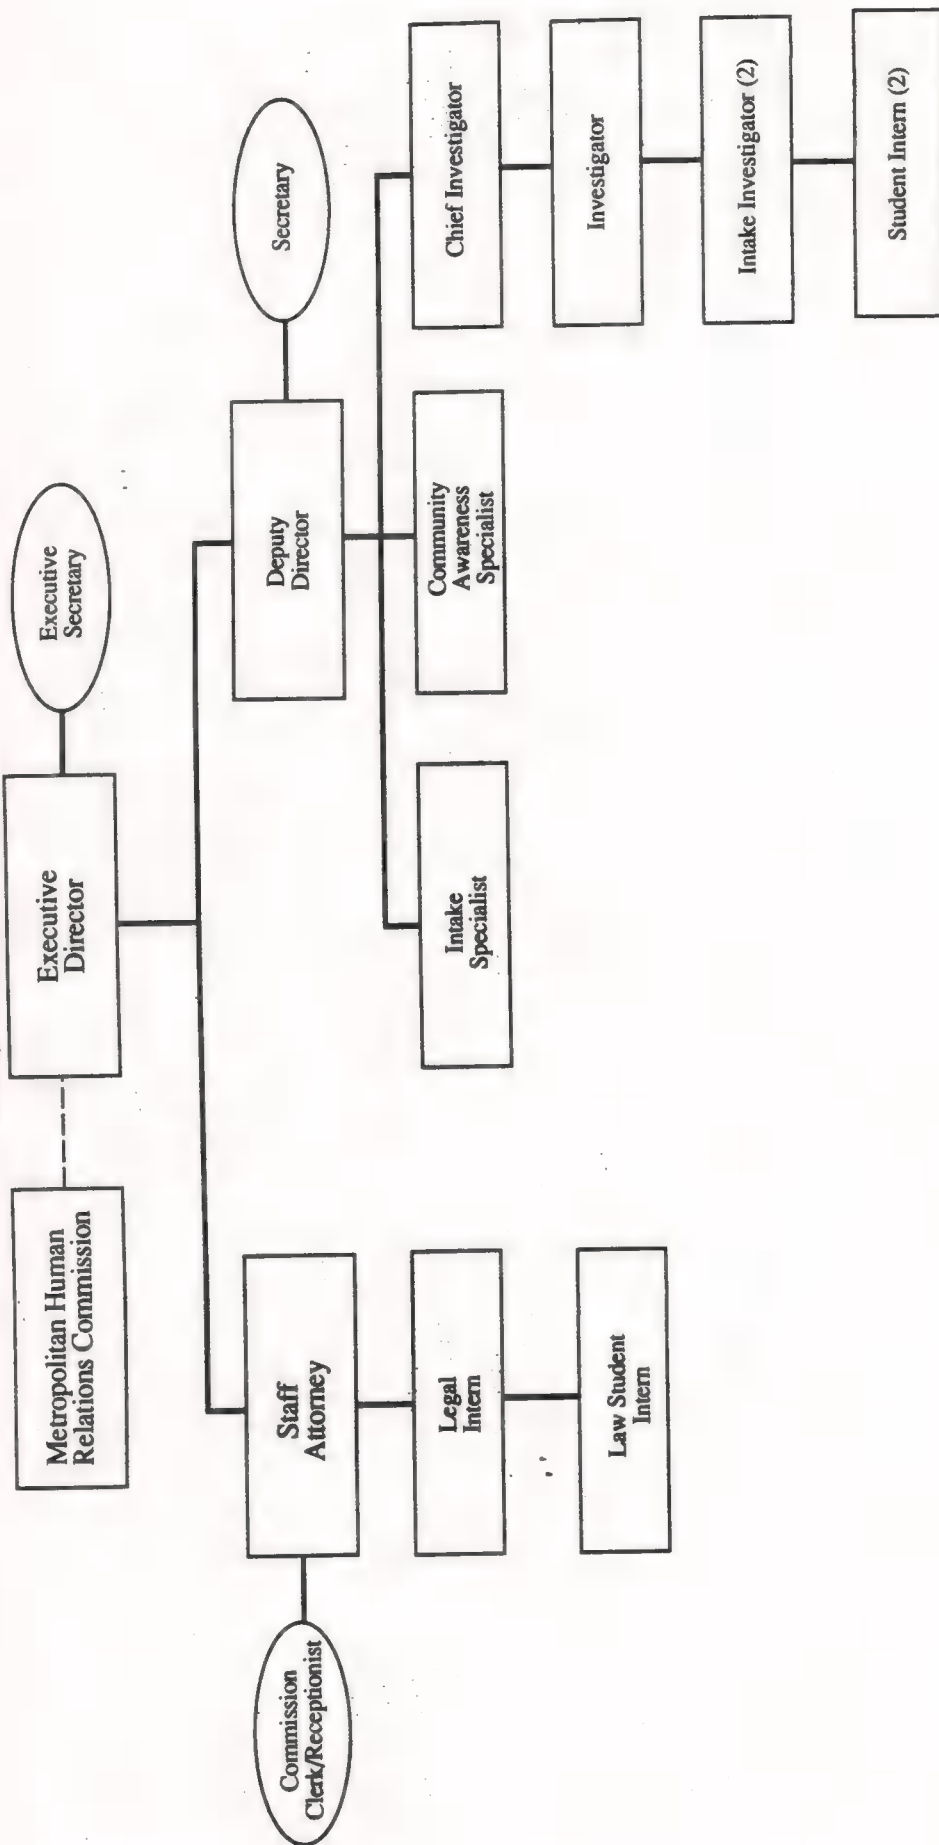 Metropolitan Human
Relations Commission
Executive
Director
Executive
Secretary
Commission
Clerk/Receptionist
Staff
Attorney
Deputy
Director
Secretary
Legal
Intern
Law Student
Intern
Intake
Specialist
Community
Awareness
Specialist
Chief Investigator
Investigator
Intake Investigator (2)
Student Intern (2)